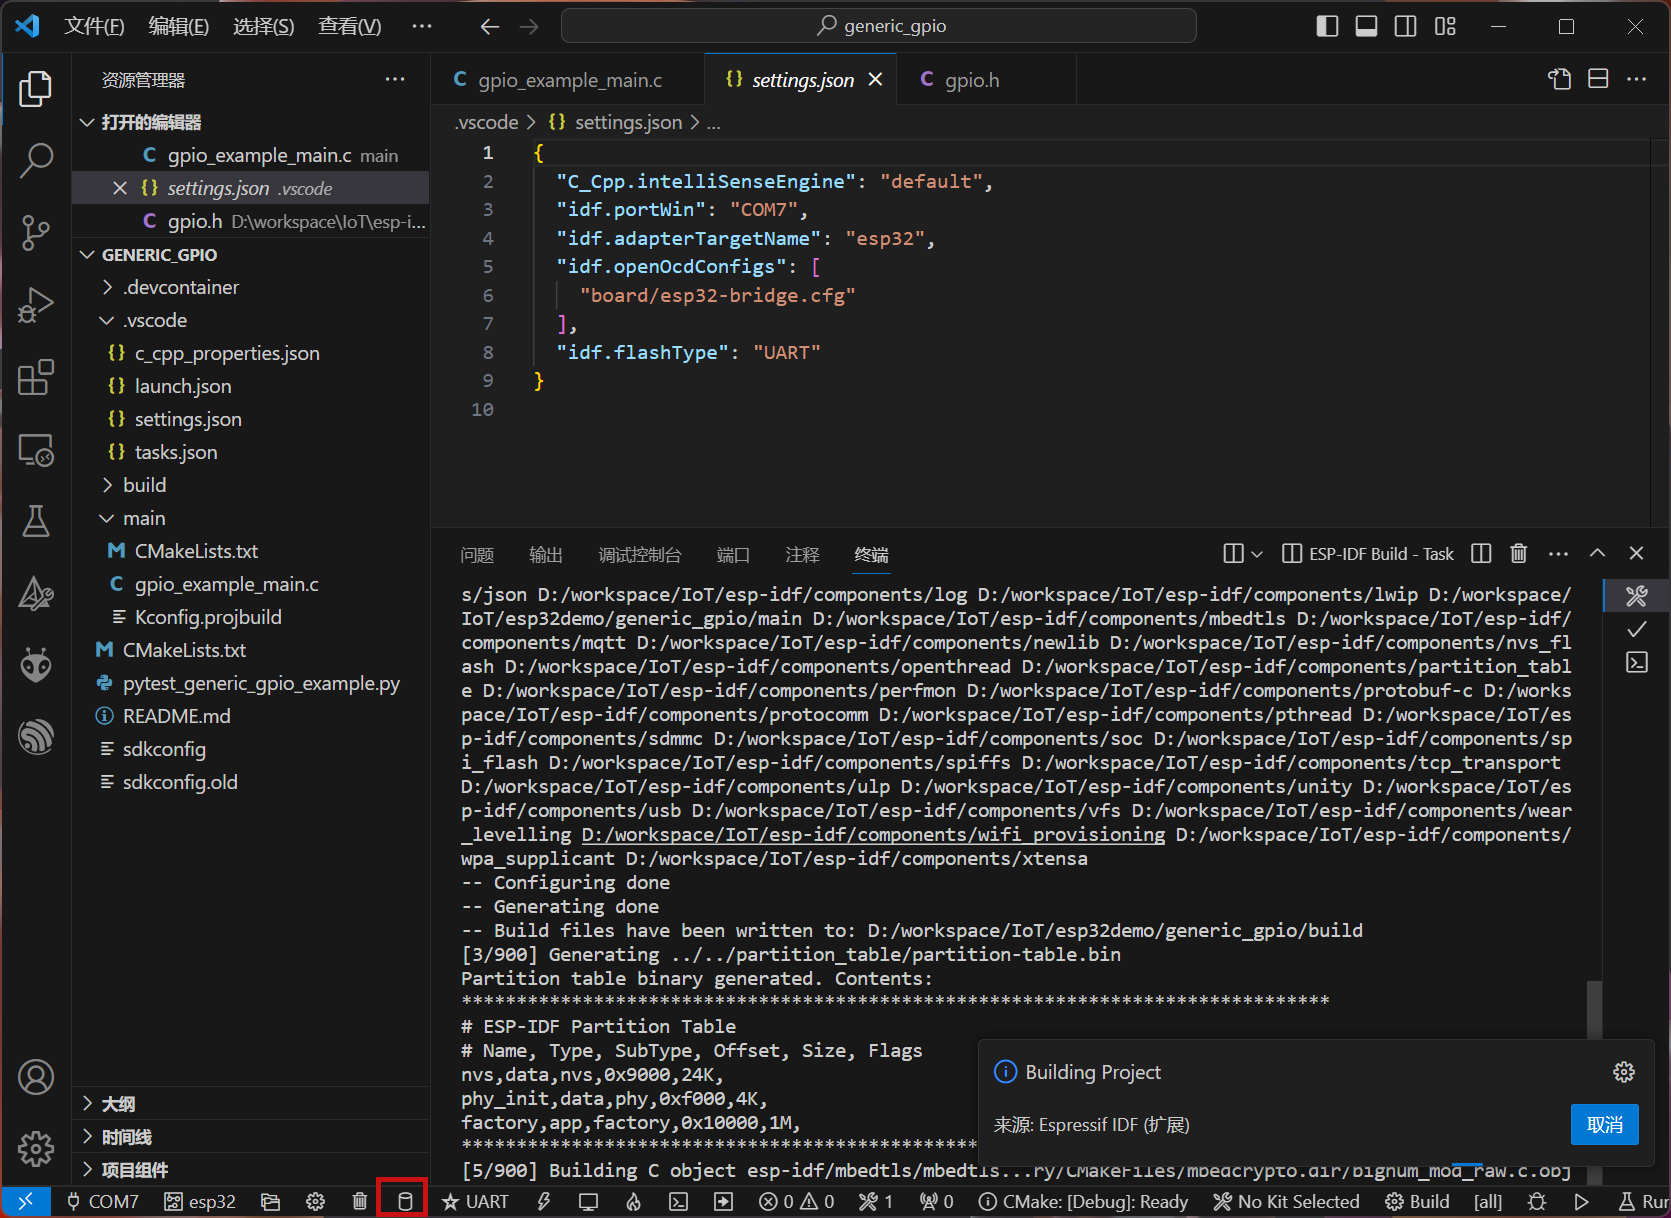 文件(F) 编辑(E) 选择(S) 查看(V) ··· generic_gpio
资源管理器
打开的编辑器
C gpio_example_main.c main
{} settings.json .vscode
C gpio.h D:\workspace\IoT\esp-i...
GENERIC_GPIO
.devcontainer
.vscode
{} c_cpp_properties.json
{} launch.json
{} settings.json
{} tasks.json
build
main
M CMakeLists.txt
C gpio_example_main.c
Kconfig.projbuild
M CMakeLists.txt
pytest_generic_gpio_example.py
README.md
sdkconfig
sdkconfig.old
大纲
时间线
项目组件
C gpio_example_main.c {} settings.json C gpio.h
.vscode > {} settings.json > ...
1 {
2 "C_Cpp.intelliSenseEngine": "default",
3 "idf.portWin": "COM7",
4 "idf.adapterTargetName": "esp32",
5 "idf.openOcdConfigs": [
6 "board/esp32-bridge.cfg"
7 ],
8 "idf.flashType": "UART"
9 }
10
问题 输出 调试控制台 端口 注释 终端 ESP-IDF Build - Task
s/json D:/workspace/IoT/esp-idf/components/log D:/workspace/IoT/esp-idf/components/lwip D:/workspace/
IoT/esp32demo/generic_gpio/main D:/workspace/IoT/esp-idf/components/mbedtls D:/workspace/IoT/esp-idf/
components/mqtt D:/workspace/IoT/esp-idf/components/newlib D:/workspace/IoT/esp-idf/components/nvs_fl
ash D:/workspace/IoT/esp-idf/components/openthread D:/workspace/IoT/esp-idf/components/partition_tabl
e D:/workspace/IoT/esp-idf/components/perfmon D:/workspace/IoT/esp-idf/components/protobuf-c D:/works
pace/IoT/esp-idf/components/protocomm D:/workspace/IoT/esp-idf/components/pthread D:/workspace/IoT/es
p-idf/components/sdmmc D:/workspace/IoT/esp-idf/components/soc D:/workspace/IoT/esp-idf/components/sp
i_flash D:/workspace/IoT/esp-idf/components/spiffs D:/workspace/IoT/esp-idf/components/tcp_transport
D:/workspace/IoT/esp-idf/components/ulp D:/workspace/IoT/esp-idf/components/unity D:/workspace/IoT/es
p-idf/components/usb D:/workspace/IoT/esp-idf/components/vfs D:/workspace/IoT/esp-idf/components/wear
_levelling D:/workspace/IoT/esp-idf/components/wifi_provisioning D:/workspace/IoT/esp-idf/components/
wpa_supplicant D:/workspace/IoT/esp-idf/components/xtensa
-- Configuring done
-- Generating done
-- Build files have been written to: D:/workspace/IoT/esp32demo/generic_gpio/build
[3/900] Generating ../../partition_table/partition-table.bin
Partition table binary generated. Contents:
*******************************************************************************
# ESP-IDF Partition Table
# Name, Type, SubType, Offset, Size, Flags
nvs,data,nvs,0x9000,24K,
phy_init,data,phy,0xf000,4K,
factory,app,factory,0x10000,1M,
***********************************************
[5/900] Building C object esp-idf/mbedtls/mbedtls...ry/CMakeFiles/mbedcrypto.dir/bignum_mod_raw.c.obj
Building Project
来源: Espressif IDF (扩展)
取消
COM7 esp32 UART 0 0 1 0 CMake: [Debug]: Ready No Kit Selected Build [all] Run